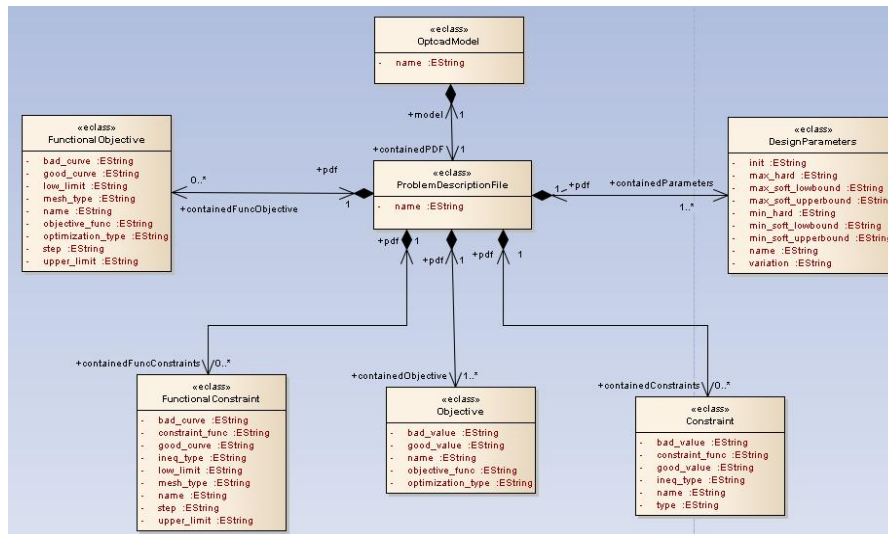 «eclass»
OptcadModel
- name :EString
+model 1
+containedPDF 1
«eclass»
FunctionalObjective
- bad_curve :EString
- good_curve :EString
- low_limit :EString
- mesh_type :EString
- name :EString
- objective_func :EString
- optimization_type :EString
- step :EString
- upper_limit :EString
0..*
+containedFuncObjective
+pdf
1
«eclass»
ProblemDescriptionFile
- name :EString
1
+pdf
+containedParameters
1..*
«eclass»
DesignParameters
- init :EString
- max_hard :EString
- max_soft_lowbound :EString
- max_soft_upperbound :EString
- min_hard :EString
- min_soft_lowbound :EString
- min_soft_upperbound :EString
- name :EString
- variation :EString
+pdf 1
+pdf 1
+pdf 1
+containedFuncConstraints 0..*
+containedObjective 1..*
+containedConstraints 0..*
«eclass»
FunctionalConstraint
- bad_curve :EString
- constraint_func :EString
- good_curve :EString
- ineq_type :EString
- low_limit :EString
- mesh_type :EString
- name :EString
- step :EString
- upper_limit :EString
«eclass»
Objective
- bad_value :EString
- good_value :EString
- name :EString
- objective_func :EString
- optimization_type :EString
«eclass»
Constraint
- bad_value :EString
- constraint_func :EString
- good_value :EString
- ineq_type :EString
- name :EString
- type :EString